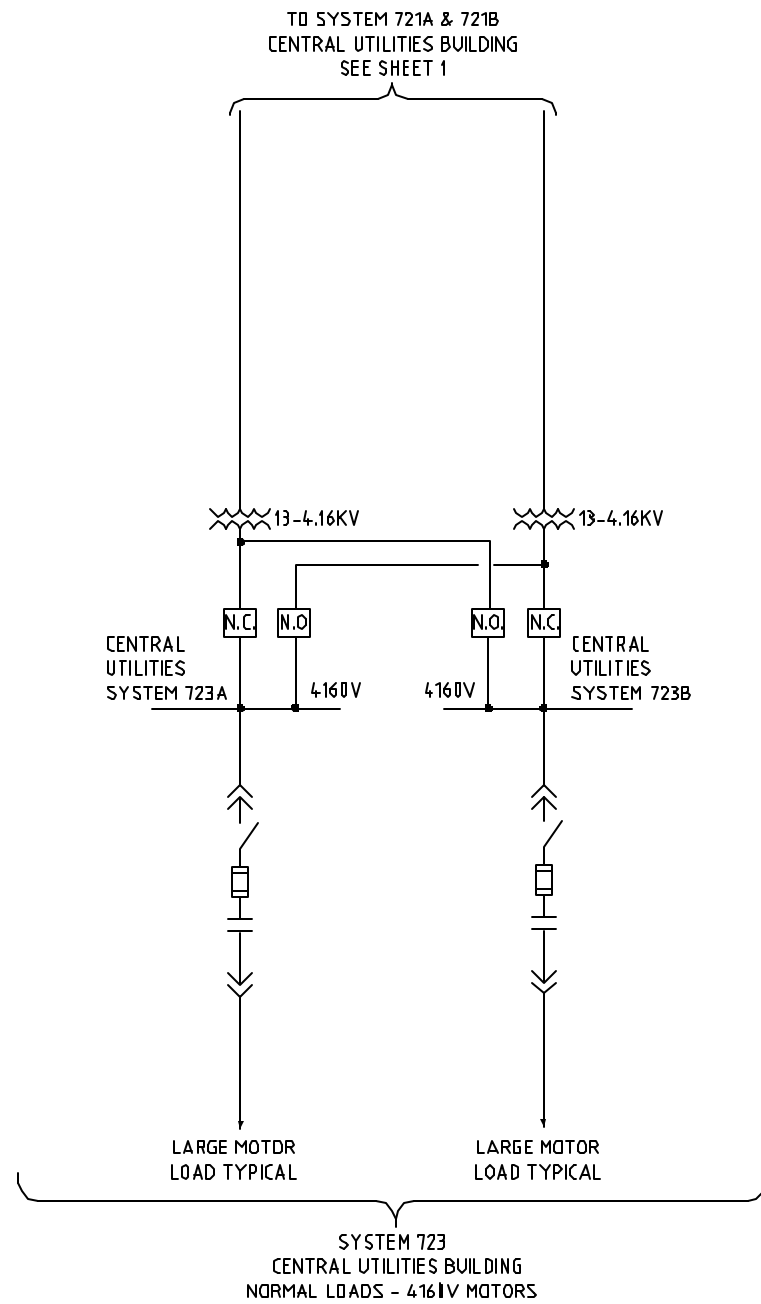 TO SYSTEM 721A & 721B
CENTRAL UTILITIES BUILDING
SEE SHEET 1
13-4.16KV
13-4.16KV
N.C.
N.O
N.O.
N.C.
CENTRAL
UTILITIES
SYSTEM 723A
4160V
4160V
CENTRAL
UTILITIES
SYSTEM 723B
LARGE MOTOR
LOAD TYPICAL
LARGE MOTOR
LOAD TYPICAL
SYSTEM 723
CENTRAL UTILITIES BUILDING
NORMAL LOADS - 4160V MOTORS